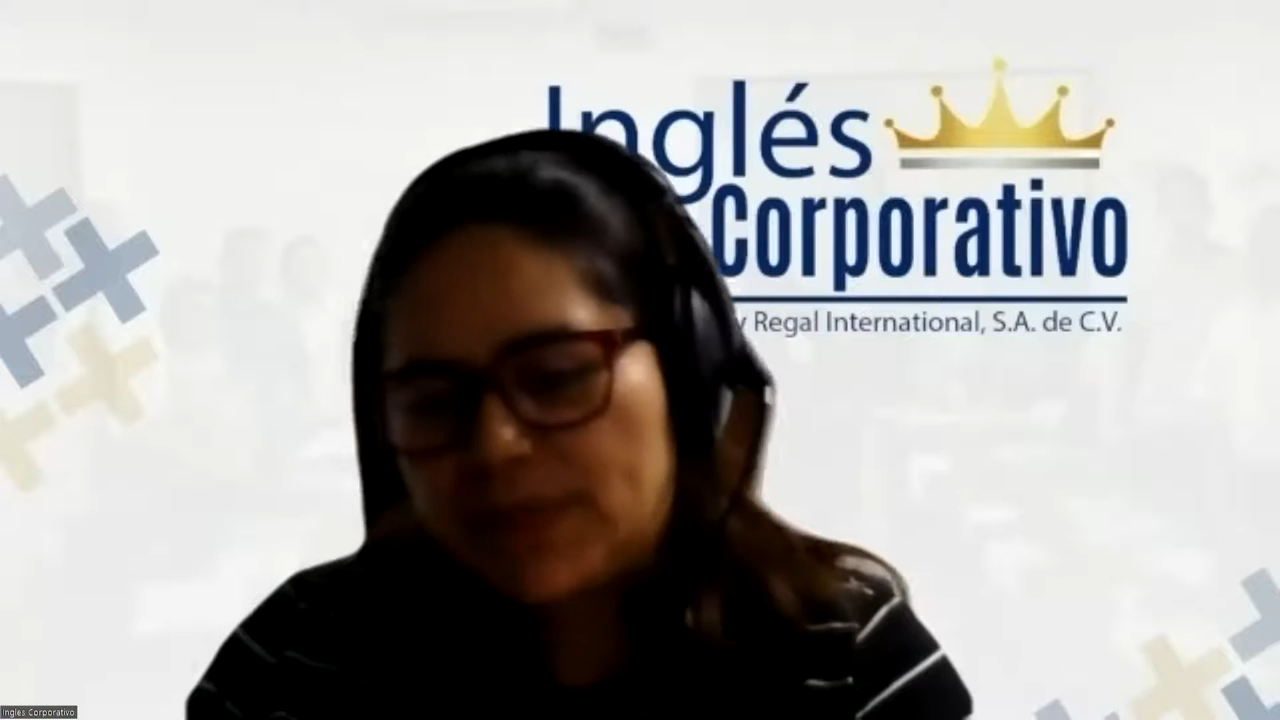 Inglés
Corporativo
y Regal International, S.A. de C.V.
Inglés Corporativo